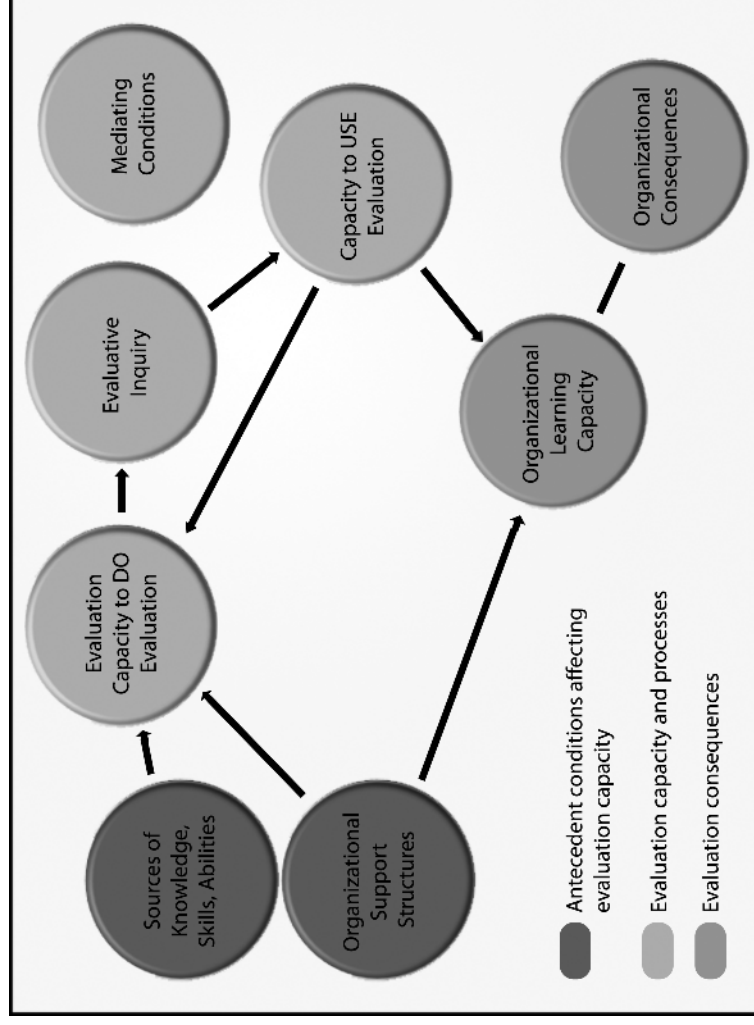 Sources of
Knowledge,
Skills, Abilities
Organizational
Support
Structures
Evaluation
Capacity to DO
Evaluation
Evaluative
Inquiry
Mediating
Conditions
Capacity to USE
Evaluation
Organizational
Learning
Capacity
Organizational
Consequences
Antecedent conditions affecting
evaluation capacity
Evaluation capacity and processes
Evaluation consequences